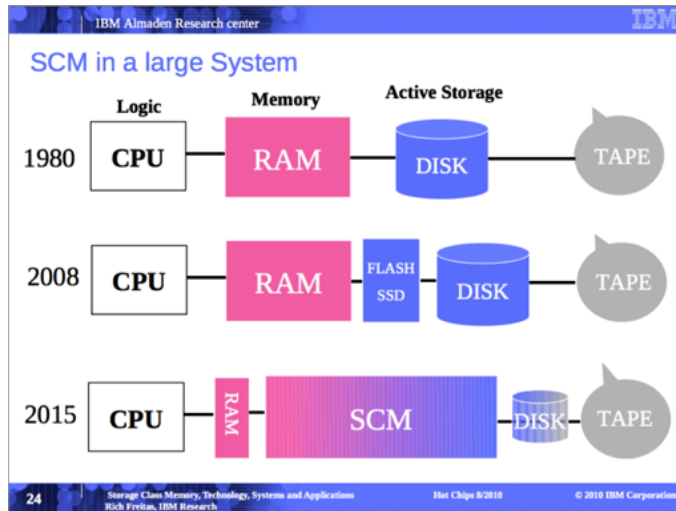 IBM Almaden Research center
IBM
SCM in a large System
Logic
Memory
Active Storage
1980
CPU
RAM
DISK
TAPE
2008
CPU
RAM
FLASH
SSD
DISK
TAPE
2015
CPU
RAM
SCM
DISK
TAPE
24
Storage Class Memory, Technology, Systems and Applications
Rich Freitas, IBM Research
Hot Chips 8/2010
© 2010 IBM Corporation